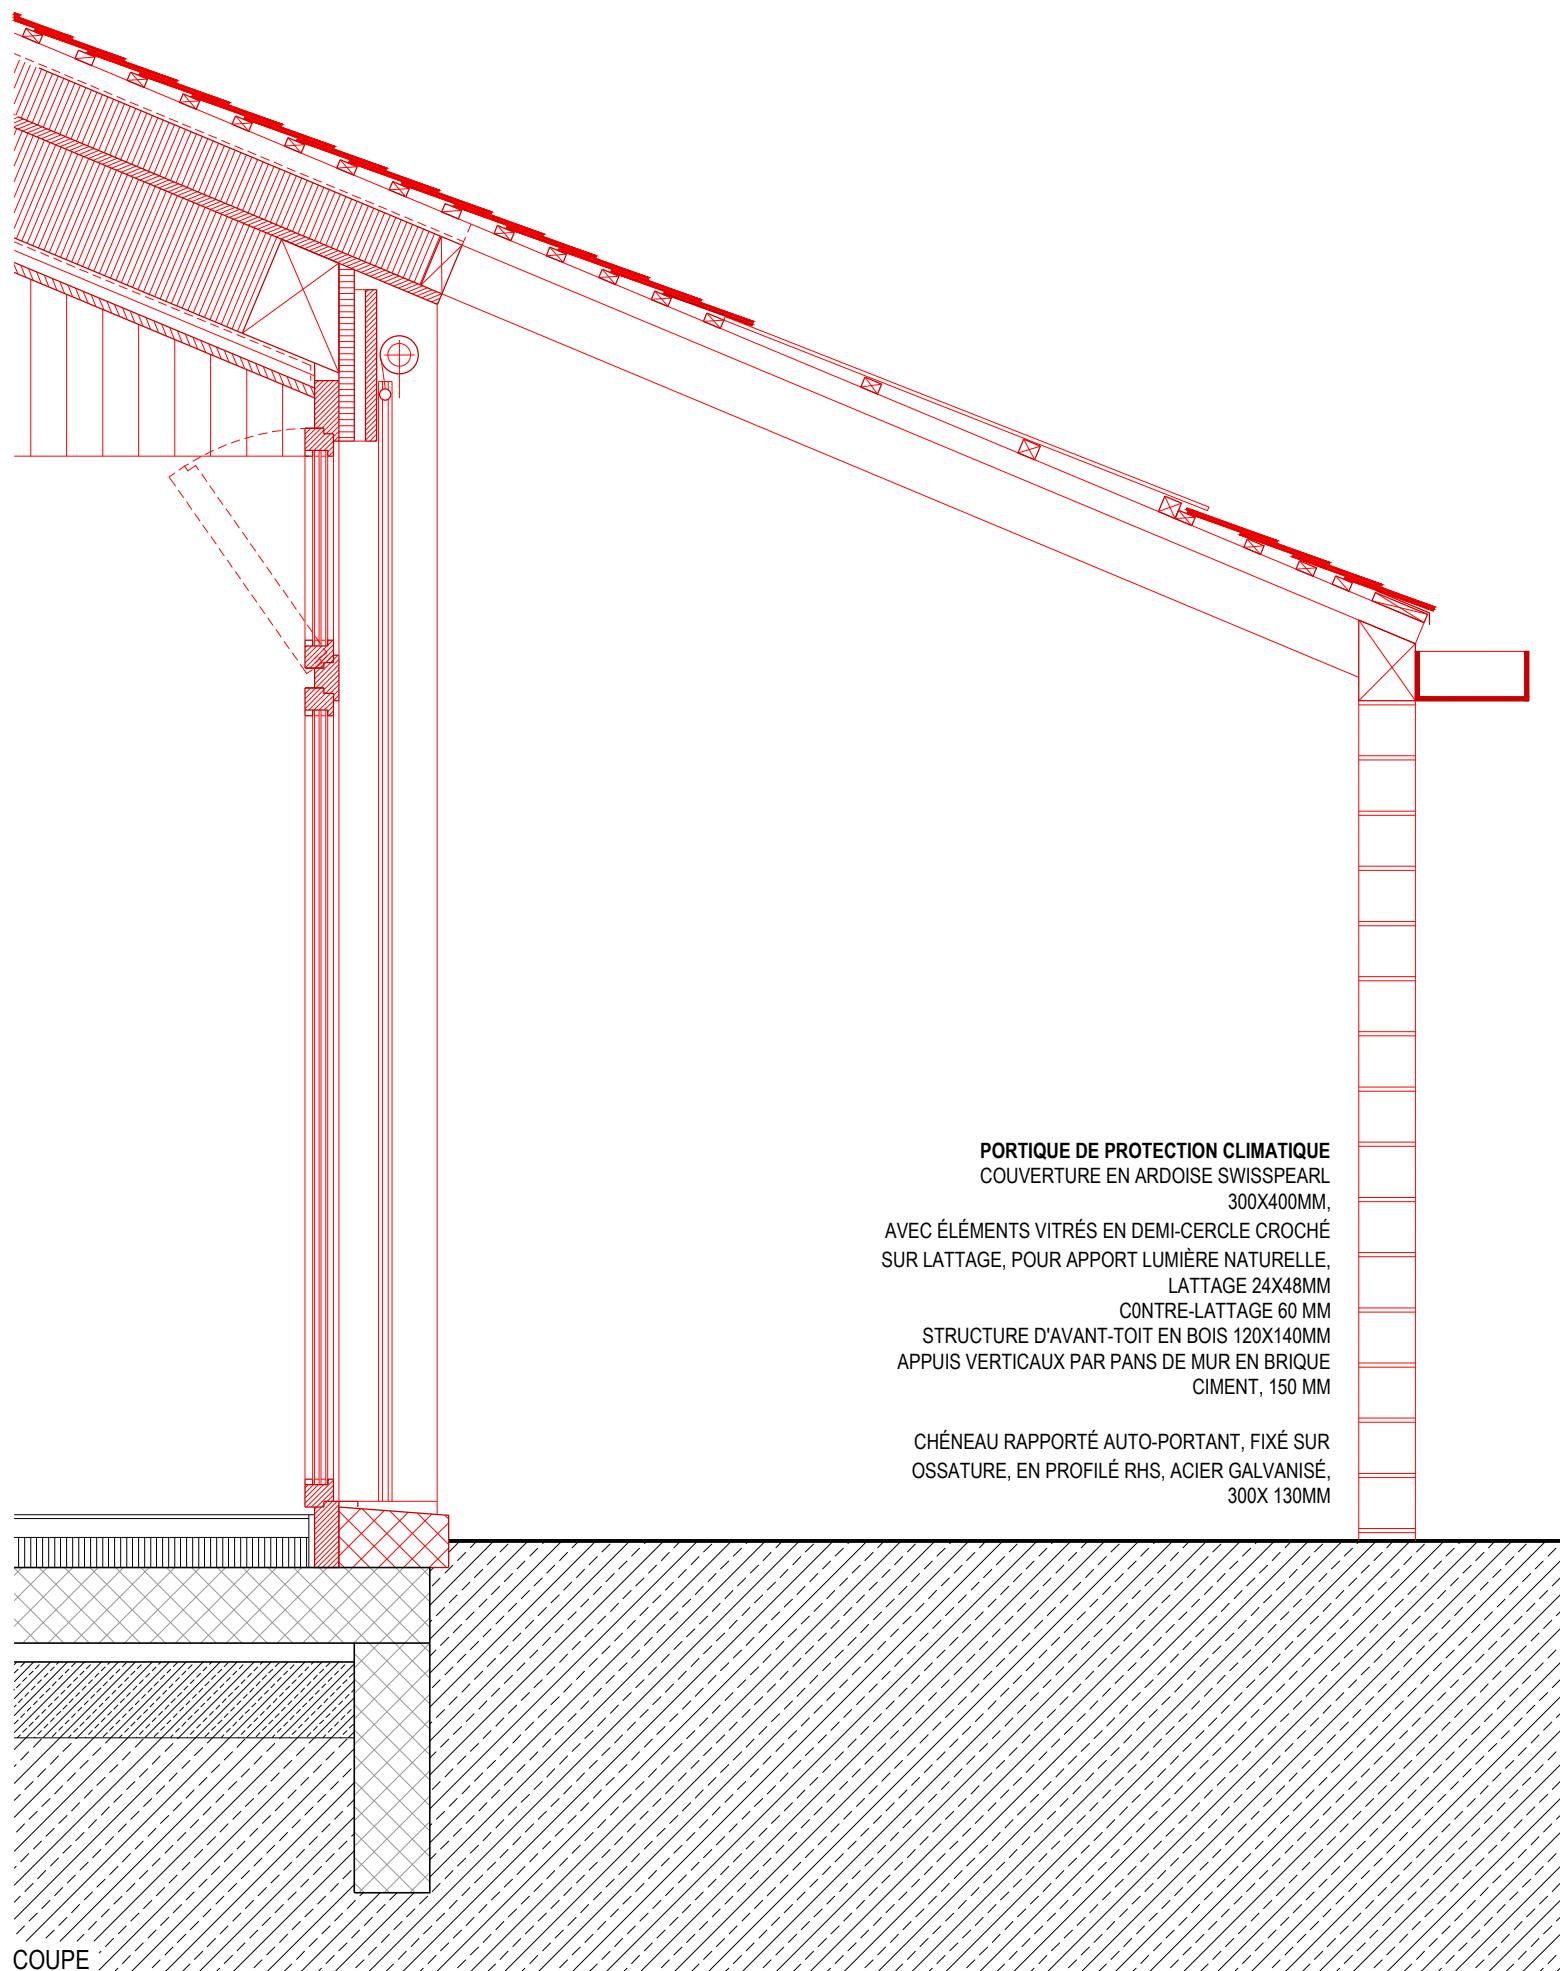 PORTIQUE DE PROTECTION CLIMATIQUE
COUVERTURE EN ARDOISE SWISSPEARL
300X400MM,
AVEC ÉLÉMENTS VITRÉS EN DEMI-CERCLE CROCHÉ
SUR LATTAGE, POUR APPORT LUMIÈRE NATURELLE,
LATTAGE 24X48MM
C0NTRE-LATTAGE 60 MM
STRUCTURE D'AVANT-TOIT EN BOIS 120X140MM
APPUIS VERTICAUX PAR PANS DE MUR EN BRIQUE
CIMENT, 150 MM
CHÉNEAU RAPPORTÉ AUTO-PORTANT, FIXÉ SUR
OSSATURE, EN PROFILÉ RHS, ACIER GALVANISÉ,
300X 130MM
COUPE